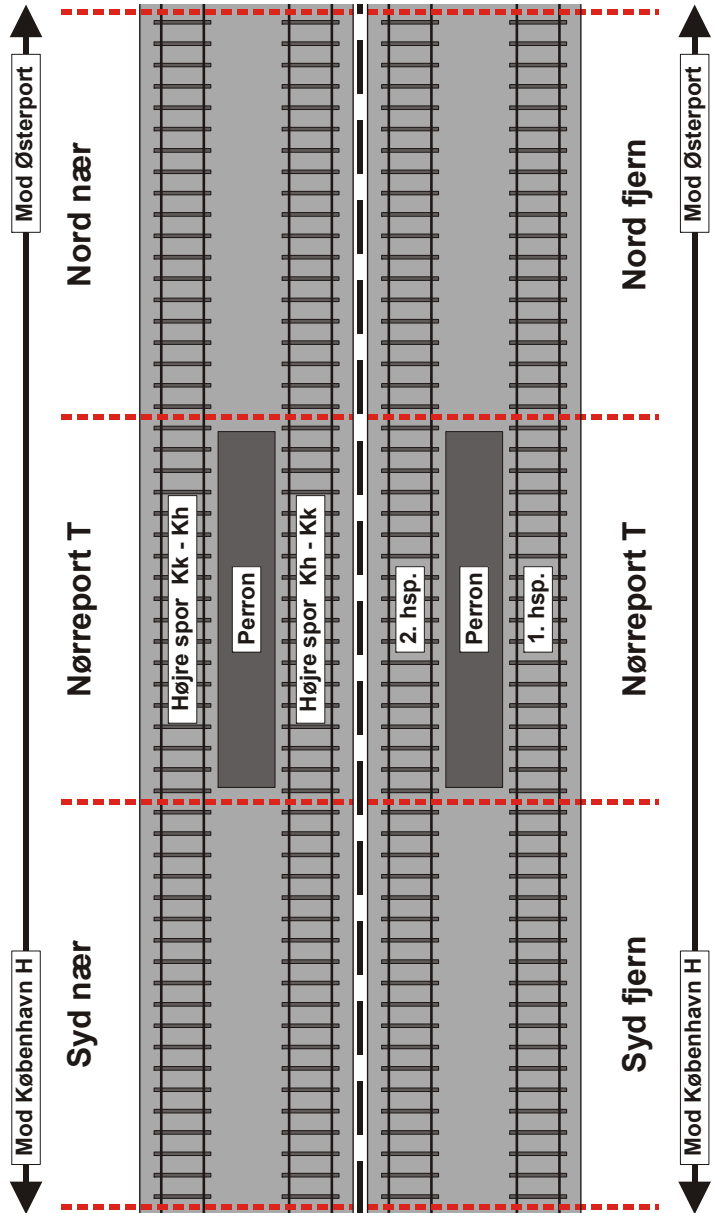 Mod Østerport
Nord nær
Nord fjern
Mod Østerport
Nørreport T
Højre spor Kk - Kh
Perron
Højre spor Kh - Kk
2. hsp.
Perron
1. hsp.
Nørreport T
Mod København H
Syd nær
Syd fjern
Mod København H